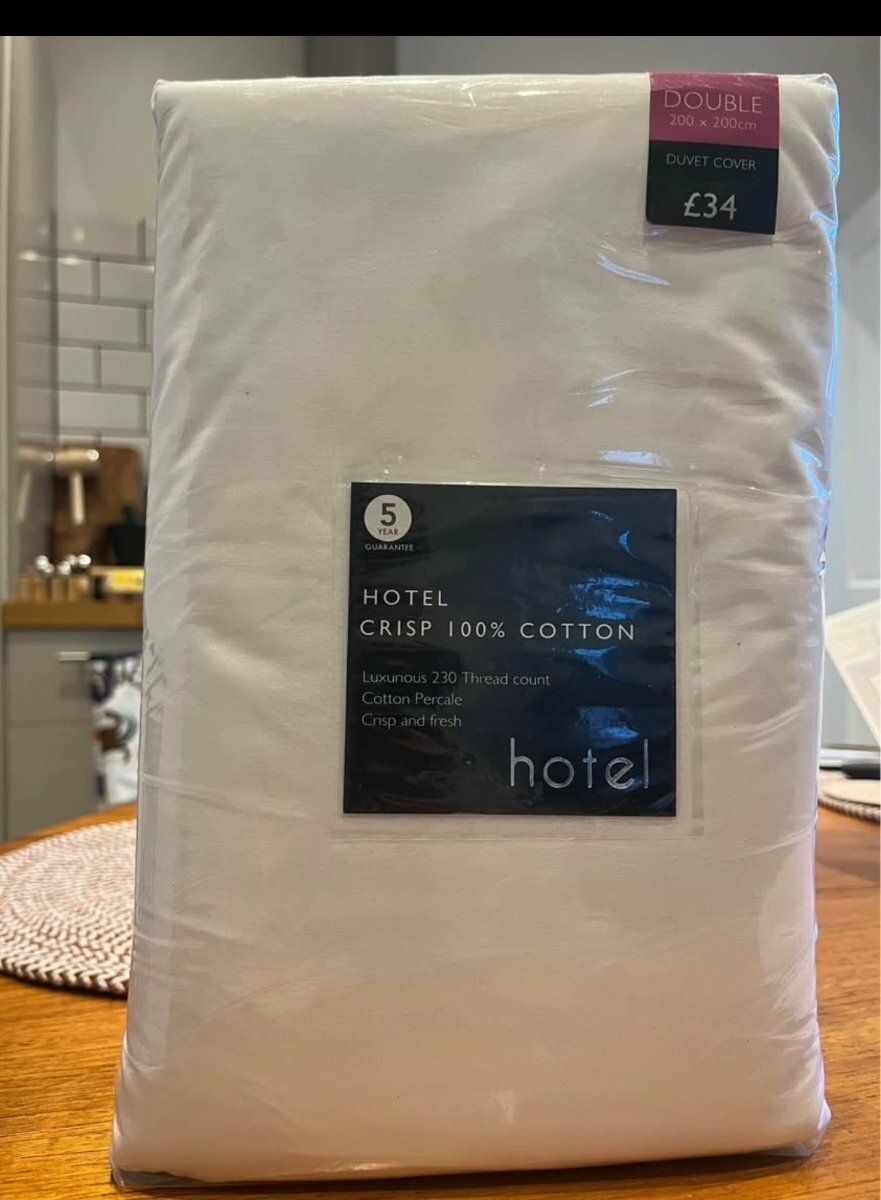 DOUBLE
200 x 200cm
DUVET COVER
£34
5
YEAR
GUARANTEE
HOTEL
CRISP 100% COTTON
Luxurious 230 Thread count
Cotton Percale
Crisp and fresh
hotel